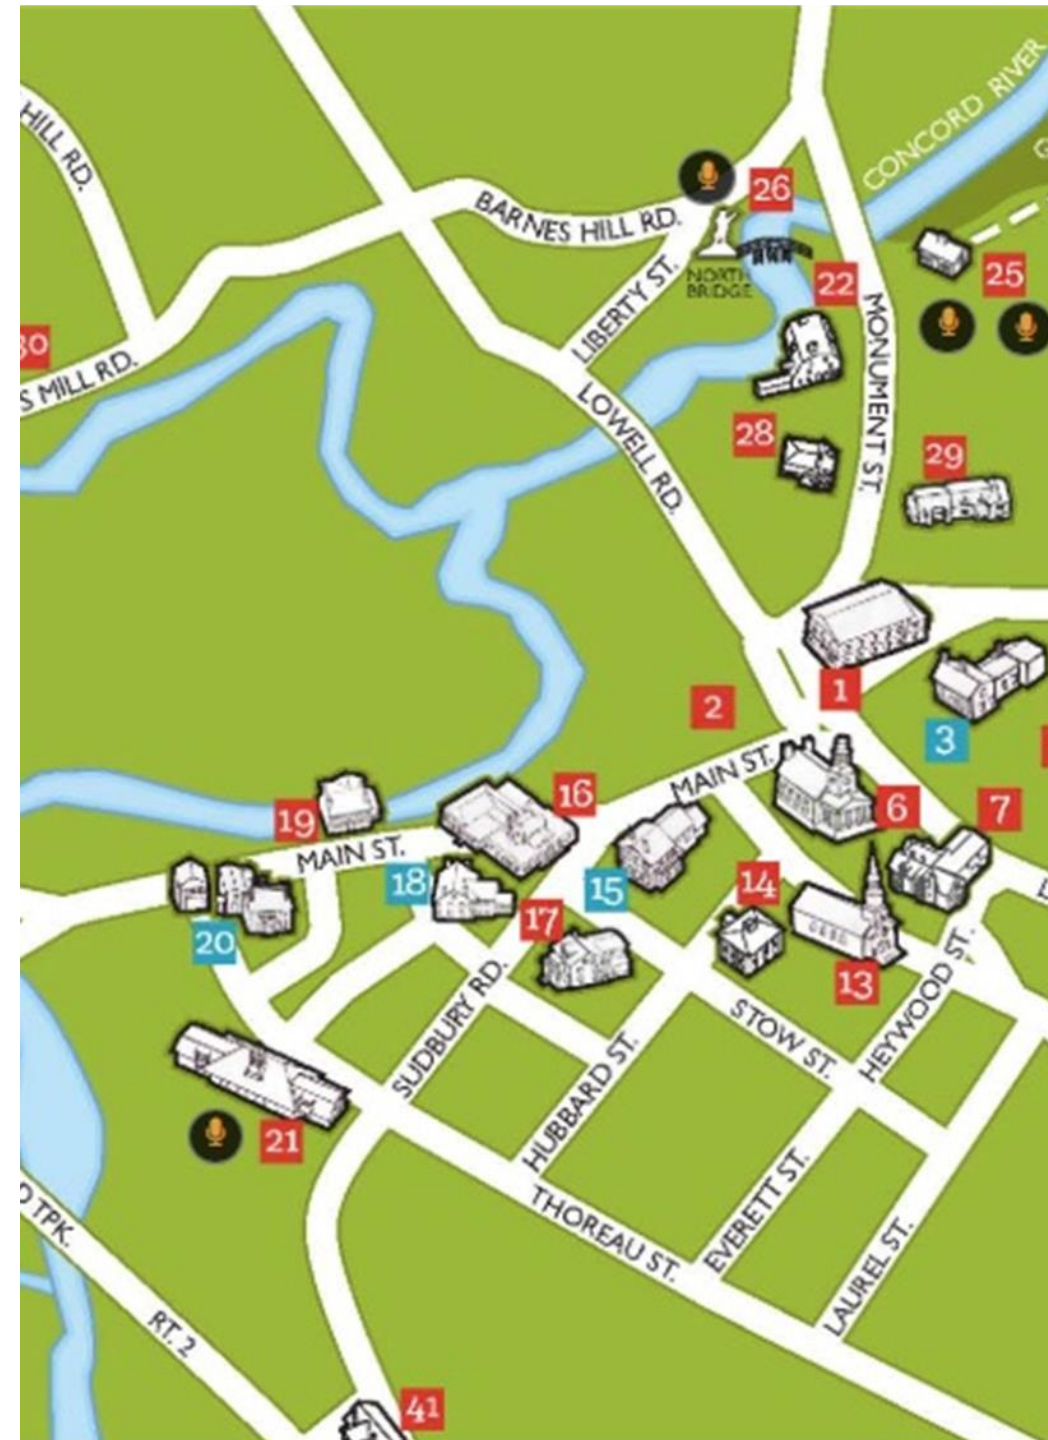 HILL RD.
CONCORD RIVER
G
26
BARNES HILL RD.
NORTH
BRIDGE
LIBERTY ST.
22
25
MONUMENT ST.
30
S MILL RD.
LOWELL RD.
28
29
1
2
3
MAIN ST.
16
6
7
19
MAIN ST.
18
15
14
17
20
13
HEYWOOD ST.
SUDBURY RD.
STOW ST.
HUBBARD ST.
21
THOREAU ST.
EVERETT ST.
LAUREL ST.
TPK.
RT. 2
41